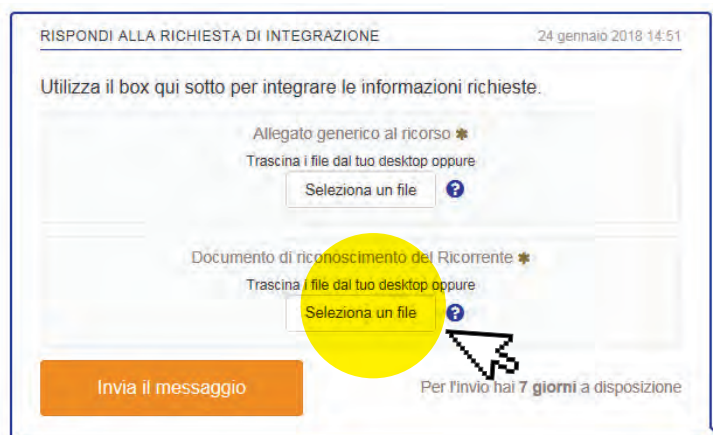 RISPONDI ALLA RICHIESTA DI INTEGRAZIONE 24 gennaio 2018 14:51
Utilizza il box qui sotto per integrare le informazioni richieste.
Allegato generico al ricorso ✱
Trascina i file dal tuo desktop oppure
Seleziona un file ?
Documento di riconoscimento del Ricorrente ✱
Trascina i file dal tuo desktop oppure
Seleziona un file ?
Invia il messaggio Per l'invio hai 7 giorni a disposizione